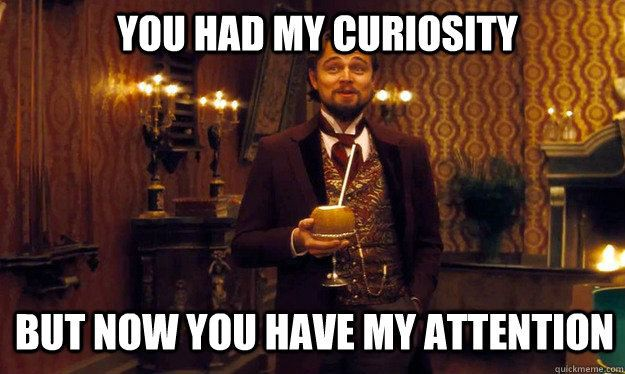 YOU HAD MY CURIOSITY
BUT NOW YOU HAVE MY ATTENTION
quickmeme.com